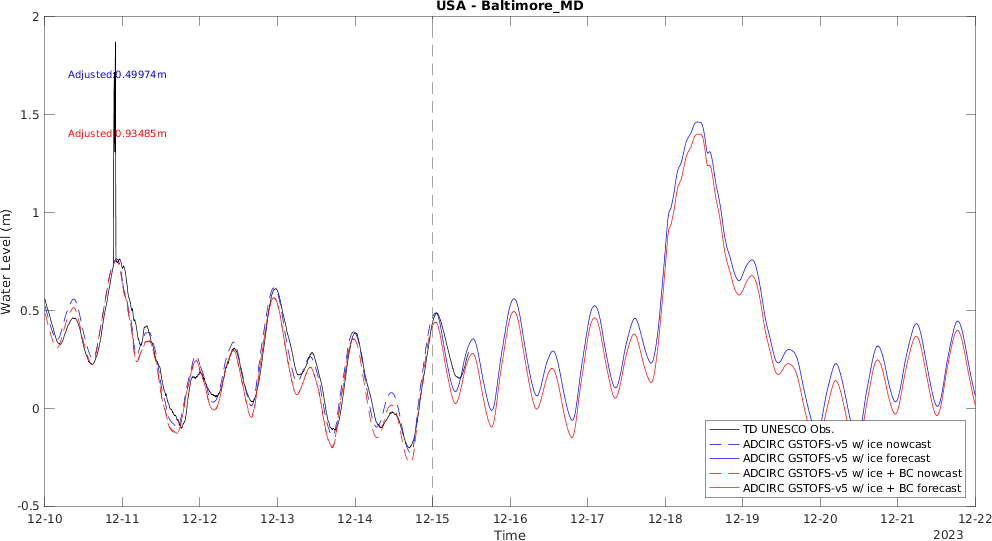 USA - Baltimore_MD
2
1.5
1
0.5
0
-0.5
Water Level (m)
Adjusted:0.49974m
Adjusted:0.93485m
TD UNESCO Obs.
ADCIRC GSTOFS-v5 w/ ice nowcast
ADCIRC GSTOFS-v5 w/ ice forecast
ADCIRC GSTOFS-v5 w/ ice + BC nowcast
ADCIRC GSTOFS-v5 w/ ice + BC forecast
12-10 12-11 12-12 12-13 12-14 12-15 12-16 12-17 12-18 12-19 12-20 12-21 12-22
Time
2023